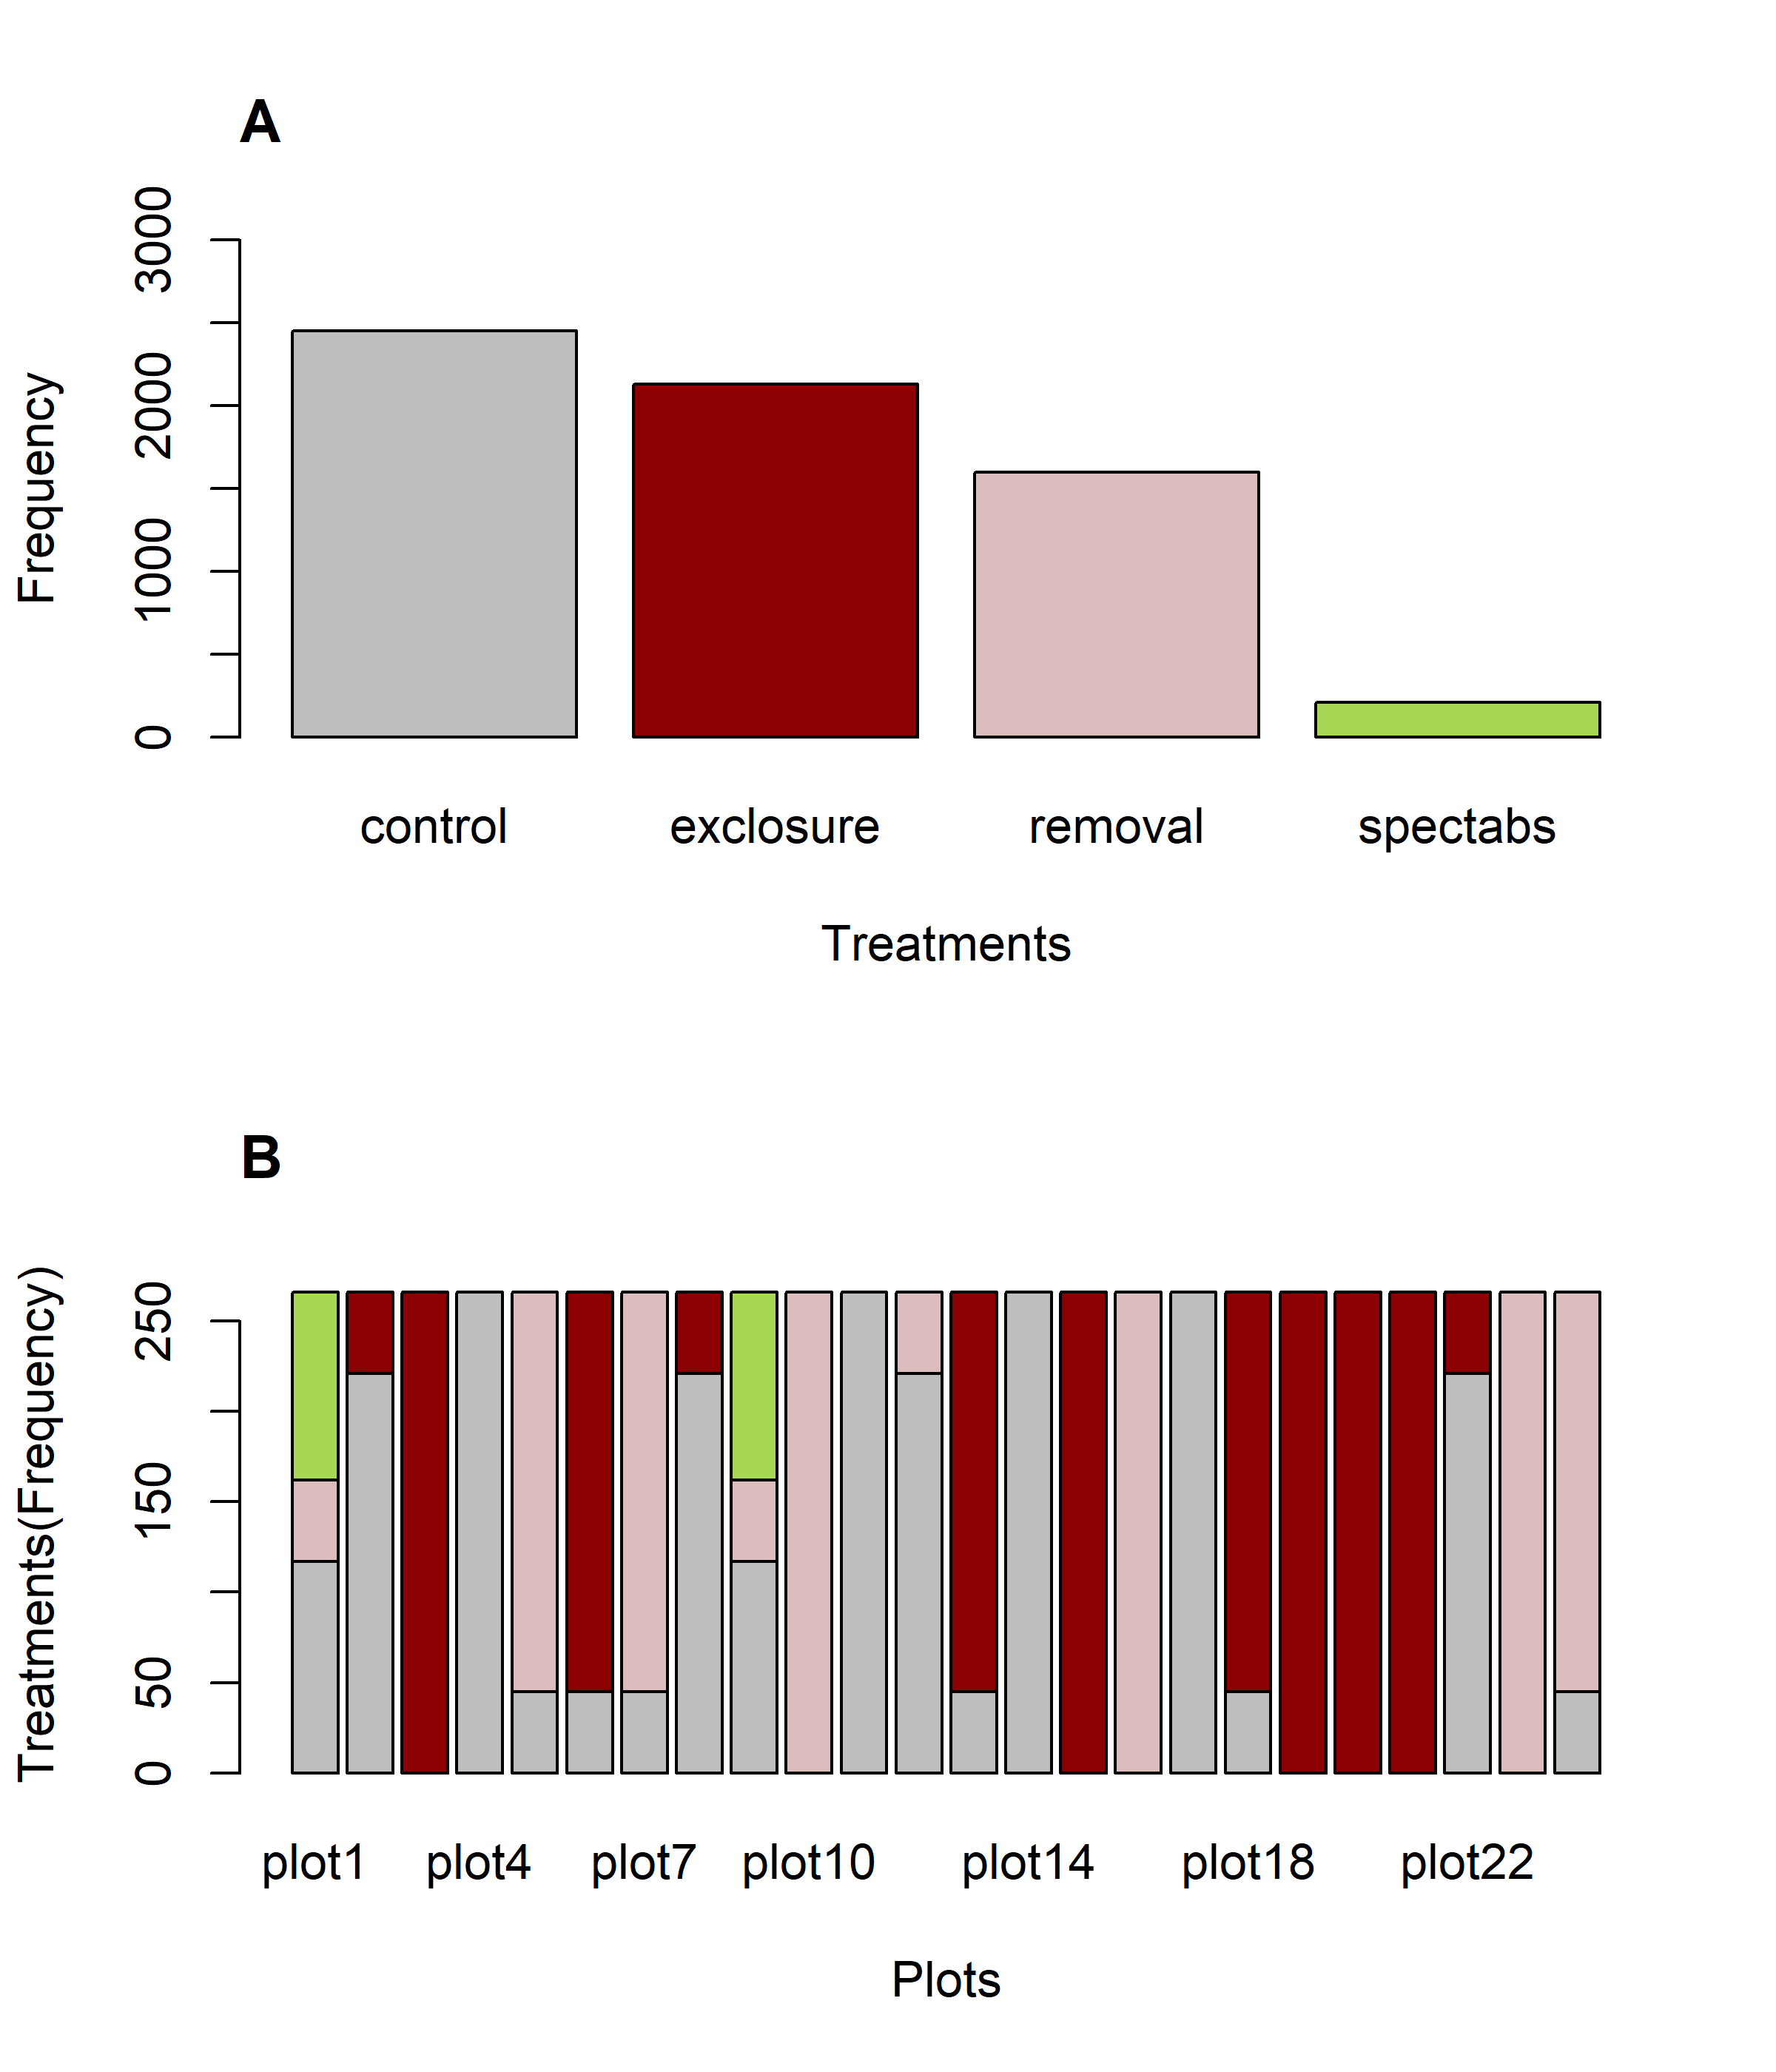 A
Frequency
0 1000 2000 3000
control exclosure removal spectabs
Treatments
B
Treatments(Frequency)
0 50 150 250
plot1 plot4 plot7 plot10 plot14 plot18 plot22
Plots